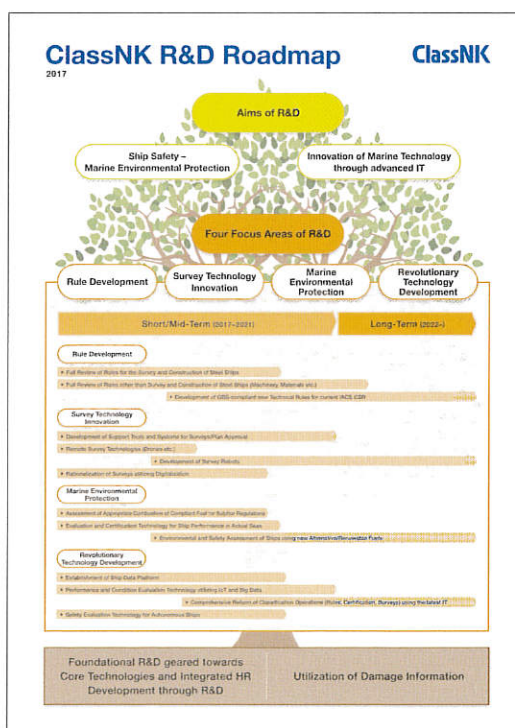 ClassNK R&D Roadmap
ClassNK
2017
Aims of R&D
Ship Safety –
Marine Environmental Protection
Innovation of Marine Technology
through advanced IT
Four Focus Areas of R&D
Rule Development
Survey Technology
Innovation
Marine
Environmental
Protection
Revolutionary
Technology
Development
Short/Mid-Term (2017-2021)
Long-Term (2022-)
Rule Development
Full Review of Rules for the Survey and Construction of Steel Ships
Full Review of Rules other than Survey and Construction of Steel Ships (Machinery, Materials etc.)
Development of GBS-compliant new Technical Rules for current IACS CSR
Survey Technology
Innovation
Development of Support Tools and Systems for Surveys/Plan Approval
Remote Survey Technologies (Drones etc.)
Development of Survey Robots
Rationalization of Surveys utilizing Digitalization
Marine Environmental
Protection
Assessment of Appropriate Combustion of Compliant Fuel for Sulphur Regulations
Evaluation and Certification Technology for Ship Performance in Actual Seas
Environmental and Safety Assessment of Ships using new Alternative/Renewable Fuels
Revolutionary
Technology Development
Establishment of Ship Data Platform
Performance and Condition Evaluation Technology utilizing IoT and Big Data
Comprehensive Reform of Classification Operations (Rules, Certification, Surveys) using the latest IT
Safety Evaluation Technology for Autonomous Ships
Foundational R&D geared towards
Core Technologies and Integrated HR
Development through R&D
Utilization of Damage Information